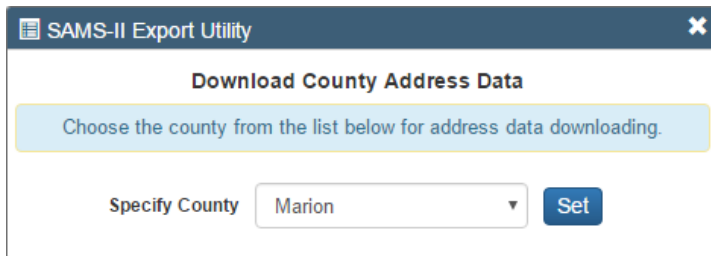 SAMS-II Export Utility
Download County Address Data
Choose the county from the list below for address data downloading.
Specify County Marion Set